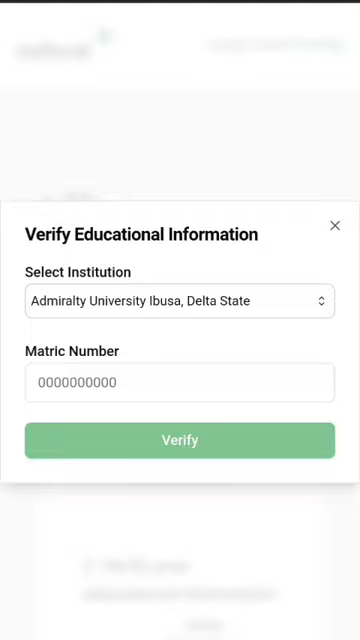 Verify Educational Information
Select Institution
Admiralty University Ibusa, Delta State
Matric Number
0000000000
Verify